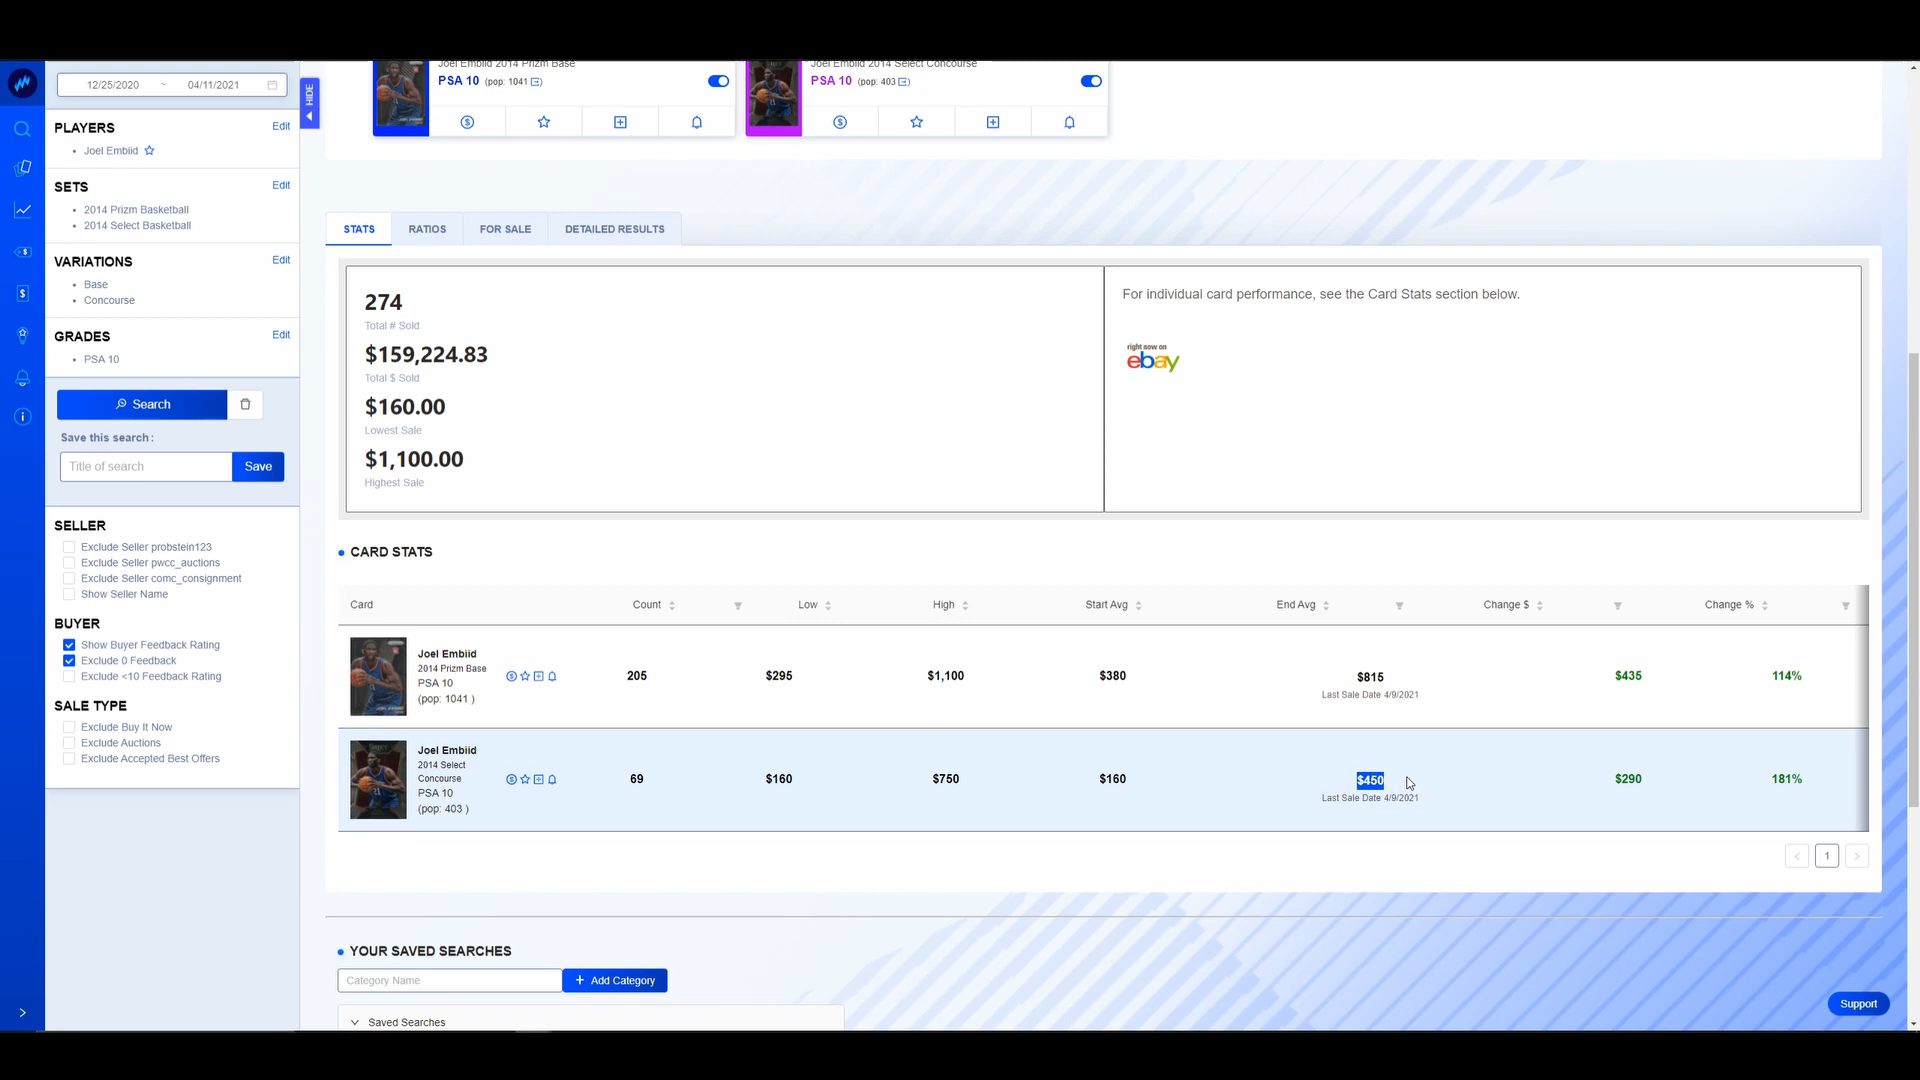 12/25/2020 ~ 04/11/2021
HIDE
PLAYERS Edit
Joel Embiid
SETS Edit
2014 Prizm Basketball
2014 Select Basketball
VARIATIONS Edit
Base
Concourse
GRADES Edit
PSA 10
Search
Save this search:
Title of search Save
SELLER
Exclude Seller probstein123
Exclude Seller pwcc_auctions
Exclude Seller comc_consignment
Show Seller Name
BUYER
Show Buyer Feedback Rating
Exclude 0 Feedback
Exclude <10 Feedback Rating
SALE TYPE
Exclude Buy It Now
Exclude Auctions
Exclude Accepted Best Offers
Joel Embiid 2014 Prizm Base
PSA 10 (pop: 1041)
Joel Embiid 2014 Select Concourse
PSA 10 (pop: 403)
STATS RATIOS FOR SALE DETAILED RESULTS
274
Total # Sold
$159,224.83
Total $ Sold
$160.00
Lowest Sale
$1,100.00
Highest Sale
For individual card performance, see the Card Stats section below.
right now on
ebay
CARD STATS
Card Count Low High Start Avg End Avg Change $ Change %
Joel Embiid
2014 Prizm Base
PSA 10
(pop: 1041 )
205 $295 $1,100 $380 $815 $435 114%
Last Sale Date 4/9/2021
Joel Embiid
2014 Select
Concourse
PSA 10
(pop: 403 )
69 $160 $750 $160 $450 $290 181%
Last Sale Date 4/9/2021
< 1 >
YOUR SAVED SEARCHES
Category Name + Add Category
Saved Searches
Support